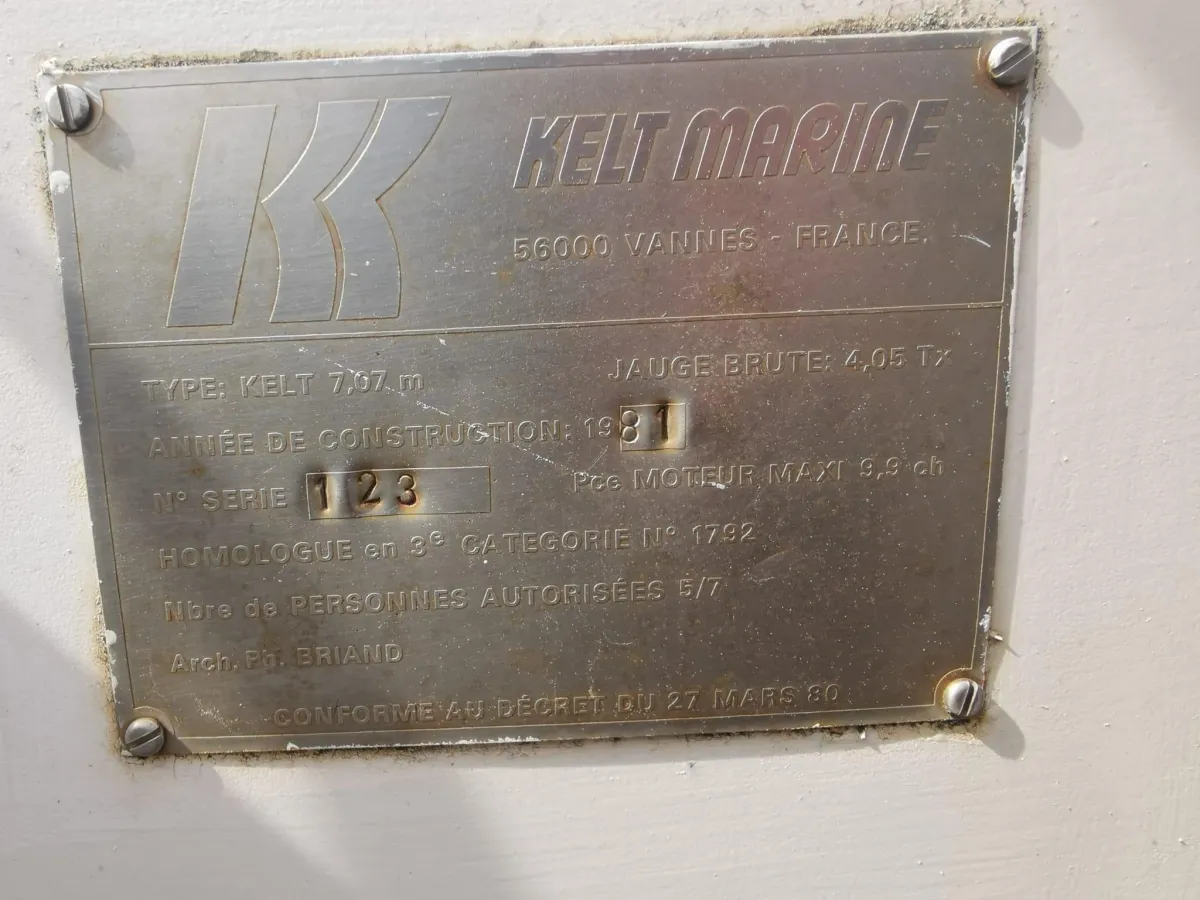 KELT MARINE
56000 VANNES - FRANCE.
TYPE: KELT 7,07 m
JAUGE BRUTE: 4,05 Tx
ANNÉE DE CONSTRUCTION: 1981
N° SERIE 123
Pce MOTEUR MAXI 9,9 ch
HOMOLOGUE en 3e CATEGORIE N° 1792
Nbre de PERSONNES AUTORISÉES 5/7
Arch. Ph. BRIAND
CONFORME AU DÉCRET DU 27 MARS 80